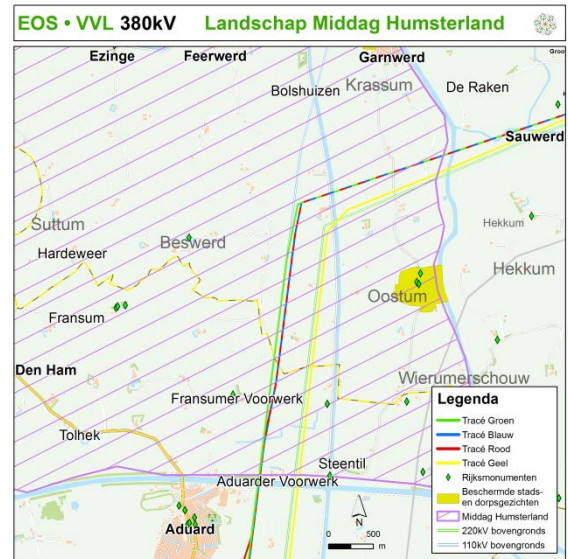 EOS • VVL 380kV Landschap Middag Humsterland
Ezinge
Feerwerd
Garnwerd
Krassum
De Raken
Bolshuizen
Sauwerd
Suttum
Beswerd
Hekkum
Hardeweer
Hekkum
Oostum
Fransum
Den Ham
Wierumerschouw
Fransumer Voorwerk
Tolhek
Steentil
Aduarder Voorwerk
Aduard
N
0 500
m
Legenda
Tracé Groen
Tracé Blauw
Tracé Rood
Tracé Geel
Rijksmonumenten
Beschermde stads-
en dorpsgezichten
Middag Humsterland
220kV bovengronds
110kV bovengronds